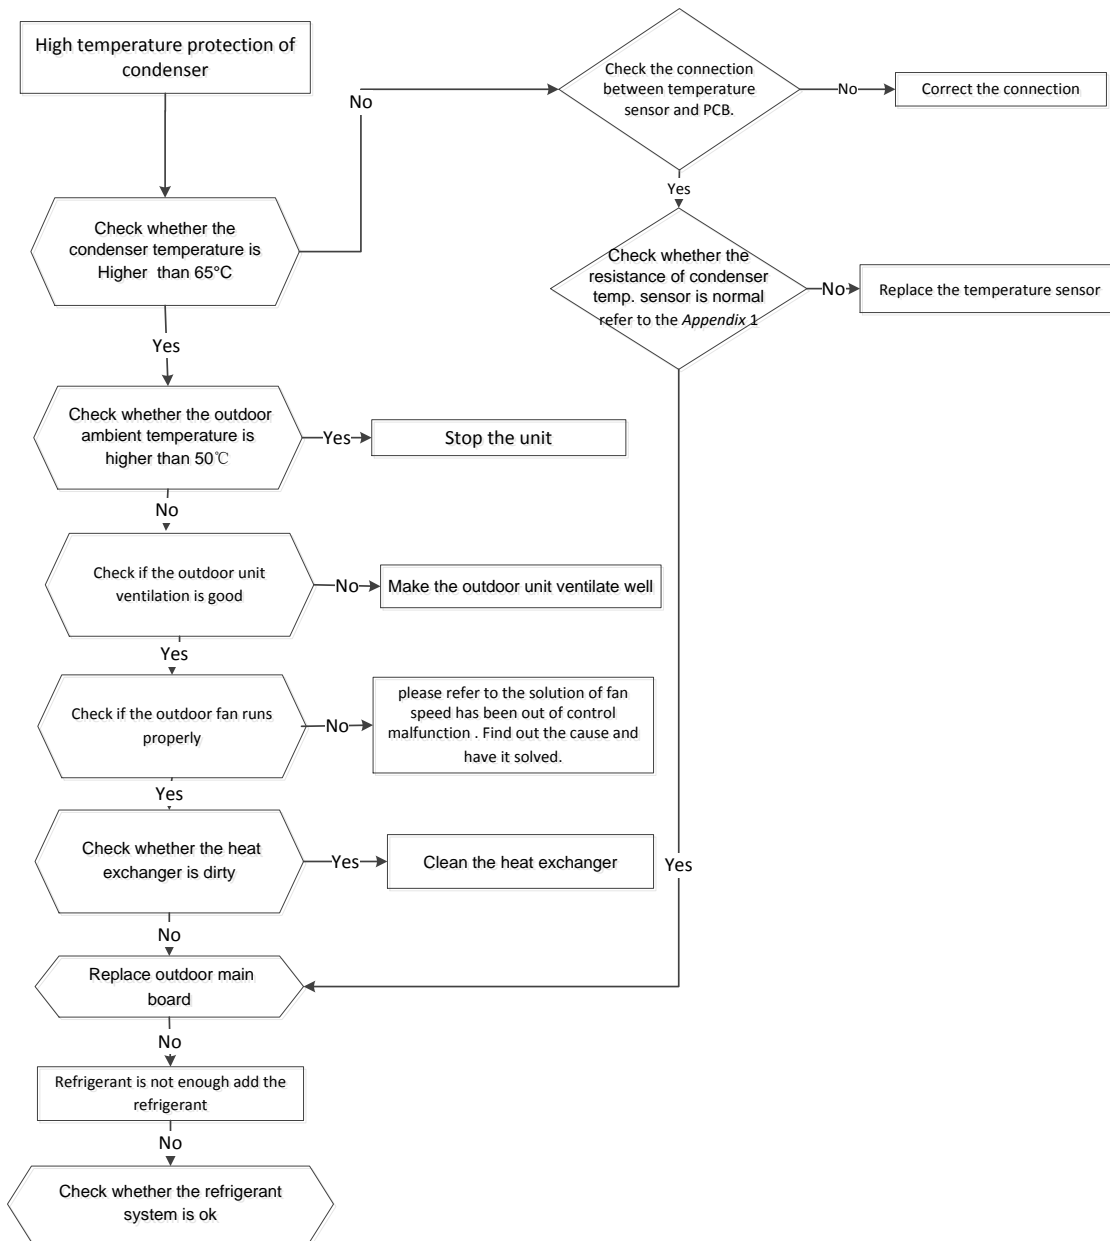 High temperature protection of
condenser
No
Check the connection
between temperature
sensor and PCB.
No
Correct the connection
Yes
Check whether the
condenser temperature is
Higher than 65°C
Check whether the
resistance of condenser
temp. sensor is normal
refer to the Appendix 1
No
Replace the temperature sensor
Yes
Check whether the outdoor
ambient temperature is
higher than 50℃
Yes
Stop the unit
No
Check if the outdoor unit
ventilation is good
No
Make the outdoor unit ventilate well
Yes
Check if the outdoor fan runs
properly
No
please refer to the solution of fan
speed has been out of control
malfunction . Find out the cause and
have it solved.
Yes
Check whether the heat
exchanger is dirty
Yes
Clean the heat exchanger
Yes
No
Replace outdoor main
board
No
Refrigerant is not enough add the
refrigerant
No
Check whether the refrigerant
system is ok